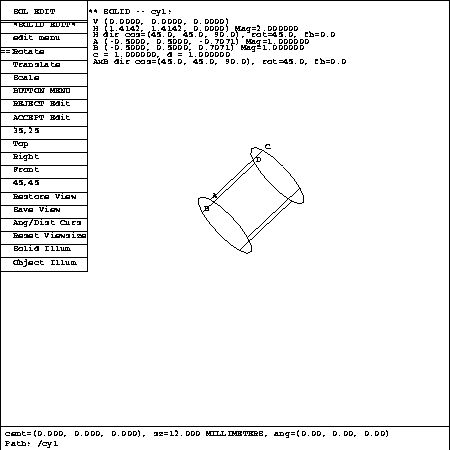 SOL EDIT
*SOLID EDIT*
edit menu
Rotate
Translate
Scale
BUTTON MENU
REJECT Edit
ACCEPT Edit
35,25
Top
Right
Front
45,45
Restore View
Save View
Ang/Dist Curs
Reset Viewsize
Solid Illum
Object Illum
** SOLID -- cyl:
V (0.0000, 0.0000, 0.0000)
H (1.4142, 1.4142, 0.0000) Mag=2.000000
H dir cos=(45.0, 45.0, 90.0), rot=45.0, fb=0.0
A (-0.5000, 0.5000, -0.7071) Mag=1.000000
B (-0.5000, 0.5000, 0.7071) Mag=1.000000
c = 1.000000, d = 1.000000
AxB dir cos=(45.0, 45.0, 90.0), rot=45.0, fb=0.0
C
D
A
B
cent=(0.000, 0.000, 0.000), sz=12.000 MILLIMETERS, ang=(0.00, 0.00, 0.00)
Path: /cyl